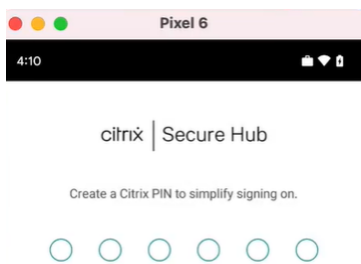 Pixel 6
4:10
citrix | Secure Hub
Create a Citrix PIN to simplify signing on.